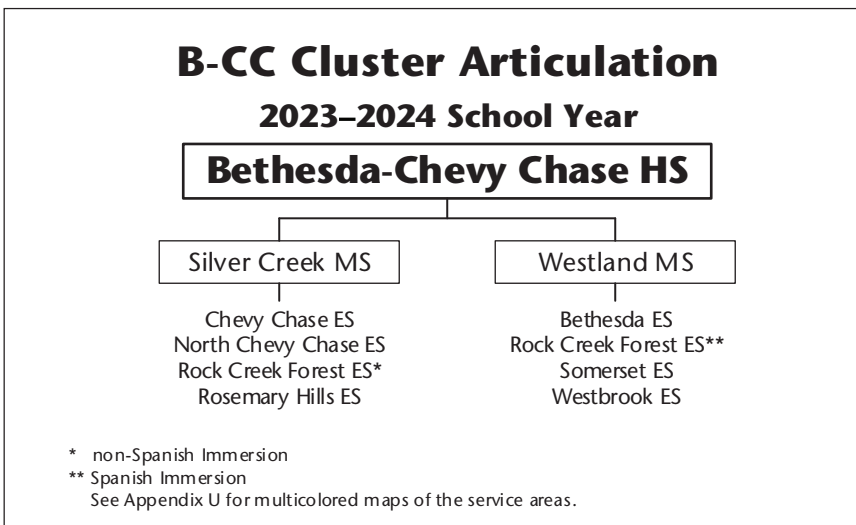 B-CC Cluster Articulation
2023–2024 School Year
Bethesda-Chevy Chase HS
Silver Creek MS
Chevy Chase ES
North Chevy Chase ES
Rock Creek Forest ES*
Rosemary Hills ES
Westland MS
Bethesda ES
Rock Creek Forest ES**
Somerset ES
Westbrook ES
* non-Spanish Immersion
** Spanish Immersion
See Appendix U for multicolored maps of the service areas.